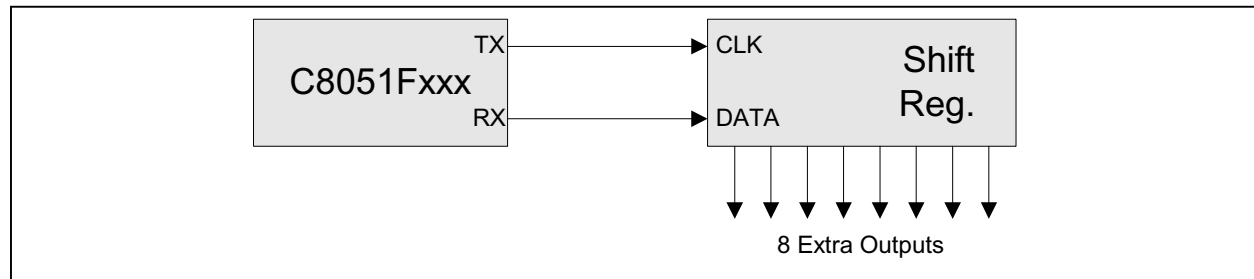 C8051Fxxx
TX
RX
CLK
DATA
Shift
Reg.
8 Extra Outputs